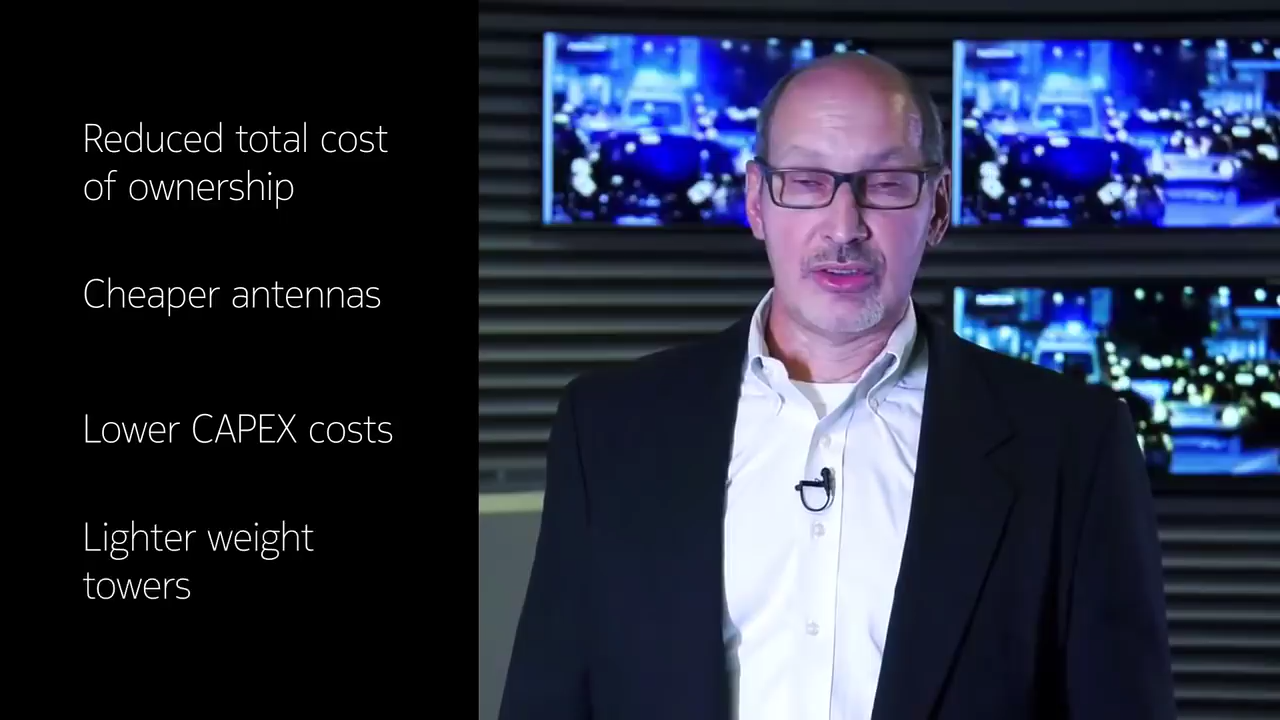 Reduced total cost
of ownership
Cheaper antennas
Lower CAPEX costs
Lighter weight
towers